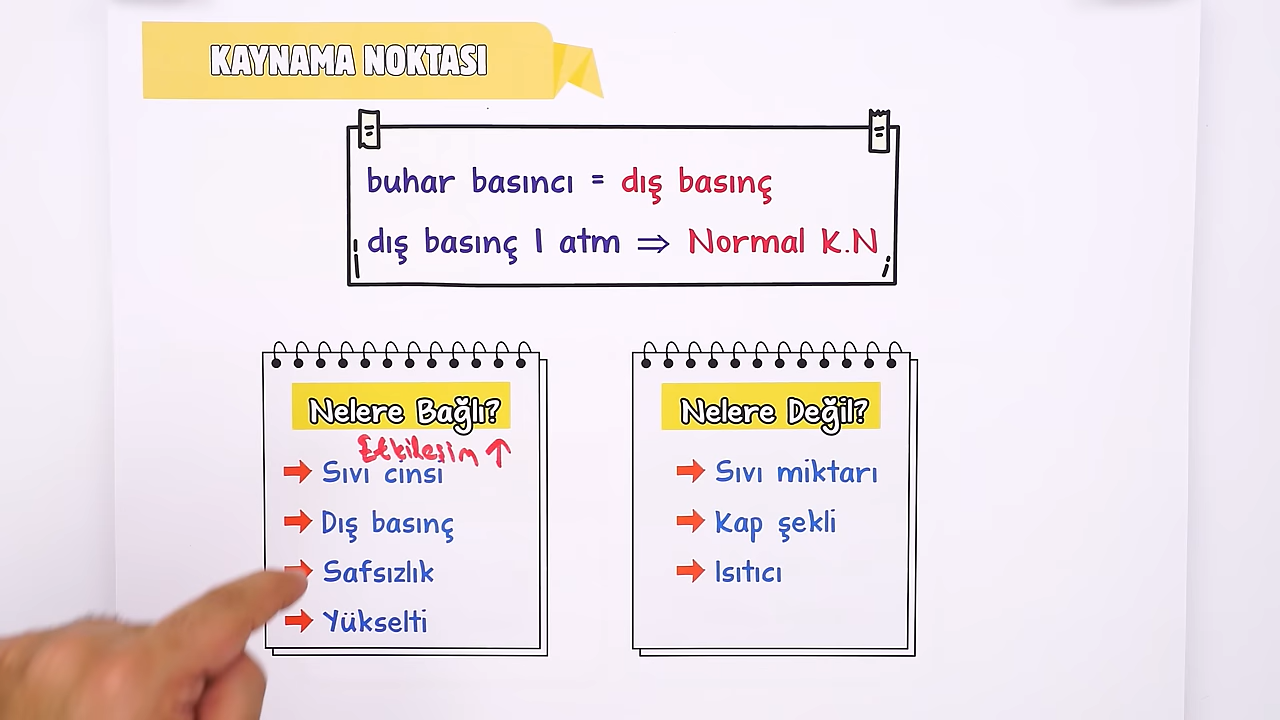 KAYNAMA NOKTASI
buhar basıncı = dış basınç
dış basınç 1 atm ⇒ Normal K.N
Nelere Bağlı?
Etkileşim ↑
Sıvı cinsi
Dış basınç
Safsızlık
Yükselti
Nelere Değil?
Sıvı miktarı
Kap şekli
Isıtıcı